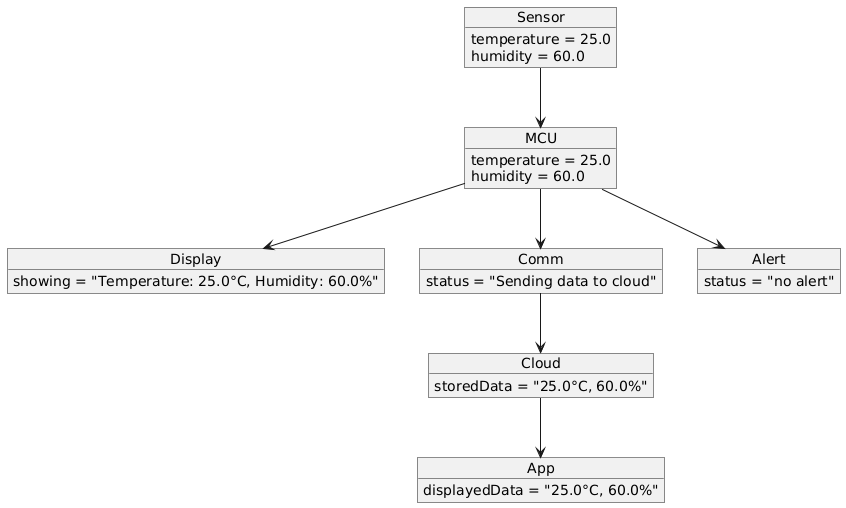 Sensor
temperature = 25.0
humidity = 60.0
MCU
temperature = 25.0
humidity = 60.0
Display
showing = "Temperature: 25.0°C, Humidity: 60.0%"
Comm
status = "Sending data to cloud"
Alert
status = "no alert"
Cloud
storedData = "25.0°C, 60.0%"
App
displayedData = "25.0°C, 60.0%"